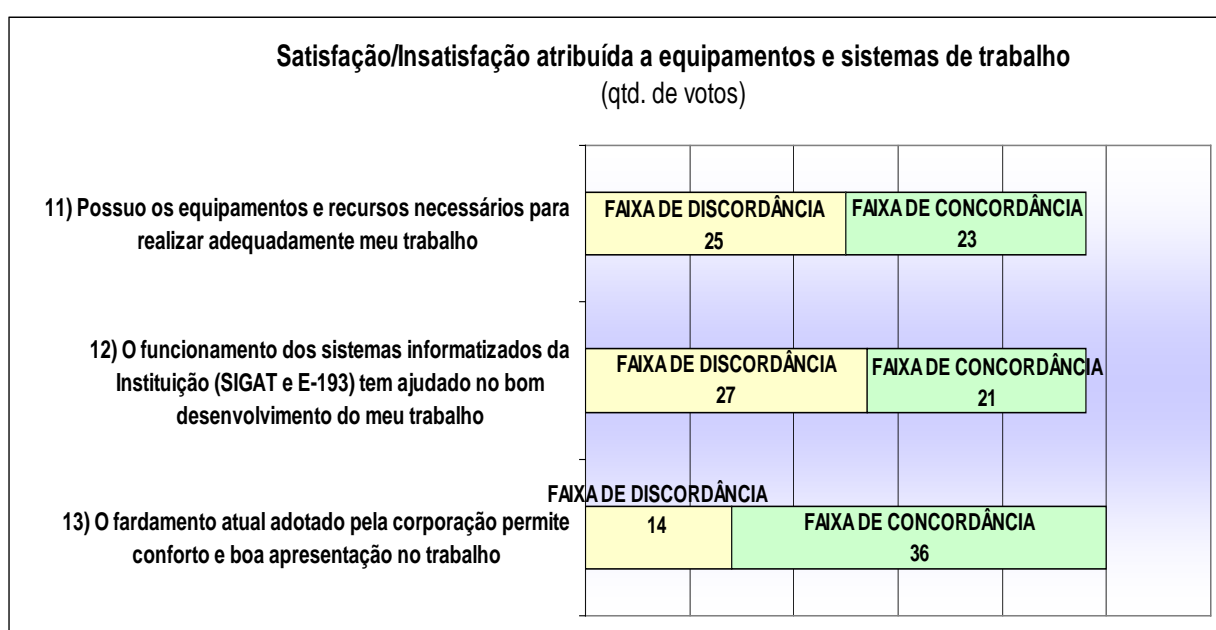 Satisfação/Insatisfação atribuída a equipamentos e sistemas de trabalho
(qtd. de votos)
11) Possuo os equipamentos e recursos necessários para
realizar adequadamente meu trabalho
FAIXA DE DISCORDÂNCIA
25
FAIXA DE CONCORDÂNCIA
23
12) O funcionamento dos sistemas informatizados da
Instituição (SIGAT e E-193) tem ajudado no bom
desenvolvimento do meu trabalho
FAIXA DE DISCORDÂNCIA
27
FAIXA DE CONCORDÂNCIA
21
13) O fardamento atual adotado pela corporação permite
conforto e boa apresentação no trabalho
FAIXA DE DISCORDÂNCIA
14
FAIXA DE CONCORDÂNCIA
36